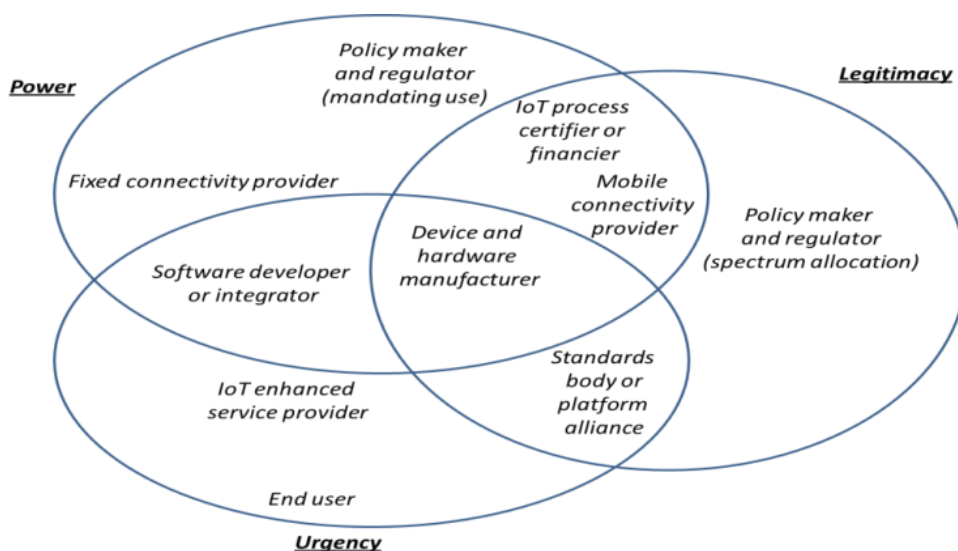 Policy maker
and regulator
(mandating use)
Power
Legitimacy
IoT process
certifier or
financier
Fixed connectivity provider
Mobile
connectivity
provider
Policy maker
and regulator
(spectrum allocation)
Device and
hardware
manufacturer
Software developer
or integrator
IoT enhanced
service provider
Standards
body or
platform
alliance
End user
Urgency